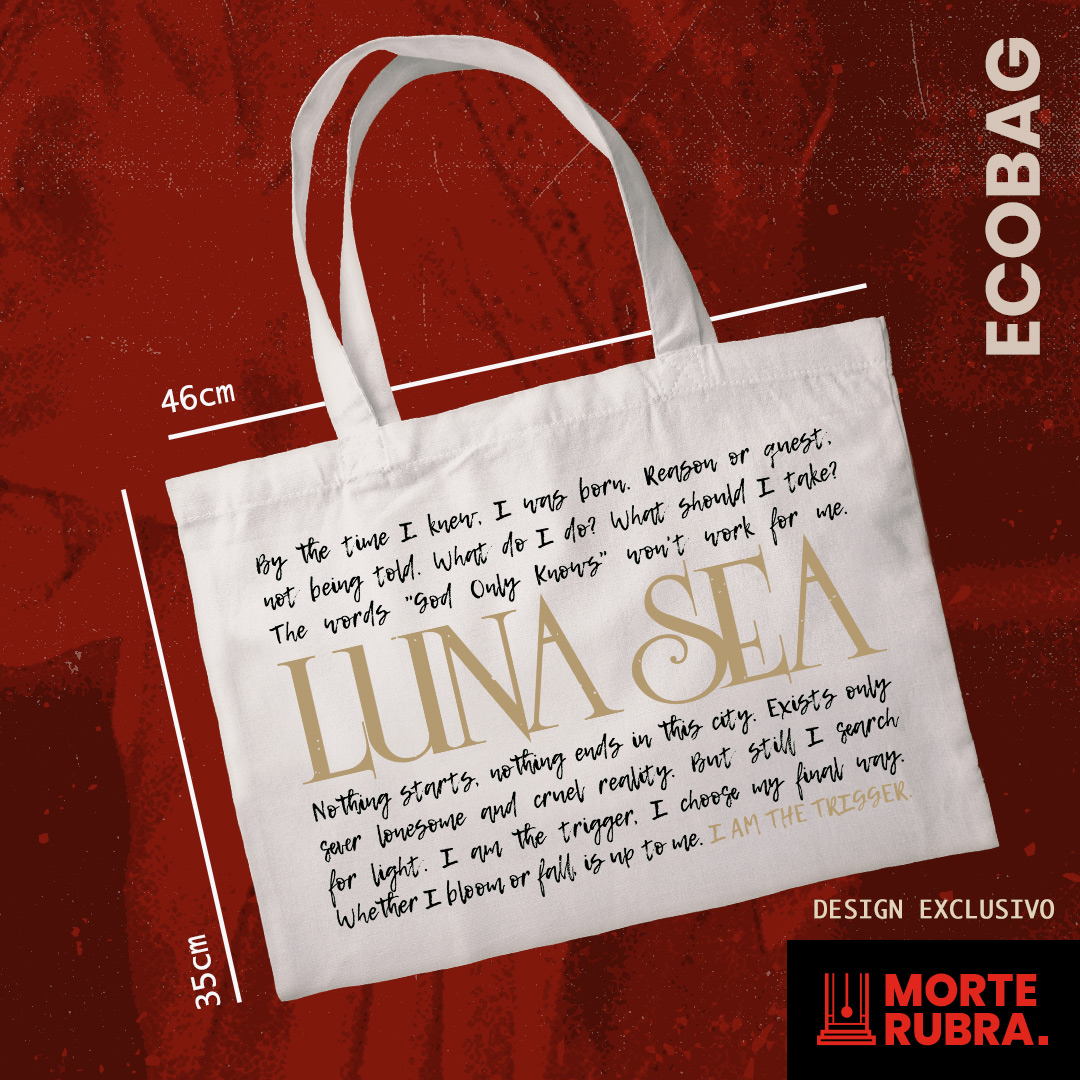 ECOBAG
46cm
By the time I knew, I was born. Reason or quest,
not being told. What do I do? What should I take?
The words "God Only Knows" won't work for me.
LUNA SEA
Nothing starts, nothing ends in this city. Exists only
sever lonesome and cruel reality. But still I search
for light. I am the trigger, I choose my final way.
Whether I bloom or fall, is up to me. I AM THE TRIGGER.
35cm
DESIGN EXCLUSIVO
MORTE
RUBRA.